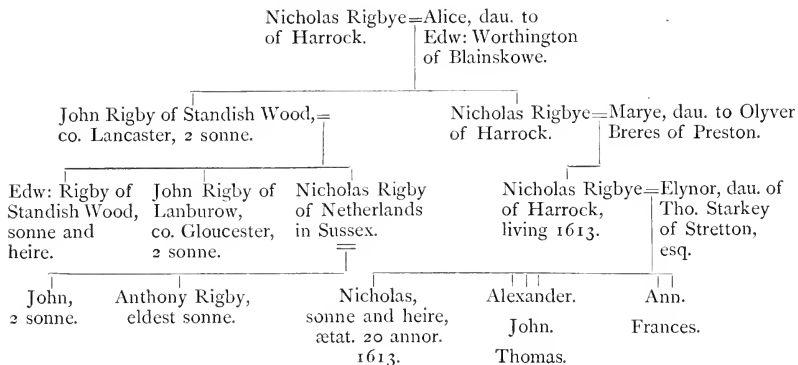 Nicholas Rigbye=Alice, dau. to
of Harrock. Edw: Worthington
of Blainskowe.
John Rigby of Standish Wood,=
co. Lancaster, 2 sonne.
Nicholas Rigbye=Marye, dau. to Olyver
of Harrock. Breres of Preston.
Edw: Rigby of
Standish Wood,
sonne and
heire.
John Rigby of
Lanburow,
co. Gloucester,
2 sonne.
Nicholas Rigby
of Netherlands
in Sussex.
=
Nicholas Rigbye=Elynor, dau. of
of Harrock, Tho. Starkey
living 1613. of Stretton,
esq.
John,
2 sonne.
Anthony Rigby,
eldest sonne.
Nicholas,
sonne and heire,
ætat. 20 annor.
1613.
Alexander.
John.
Thomas.
Ann.
Frances.